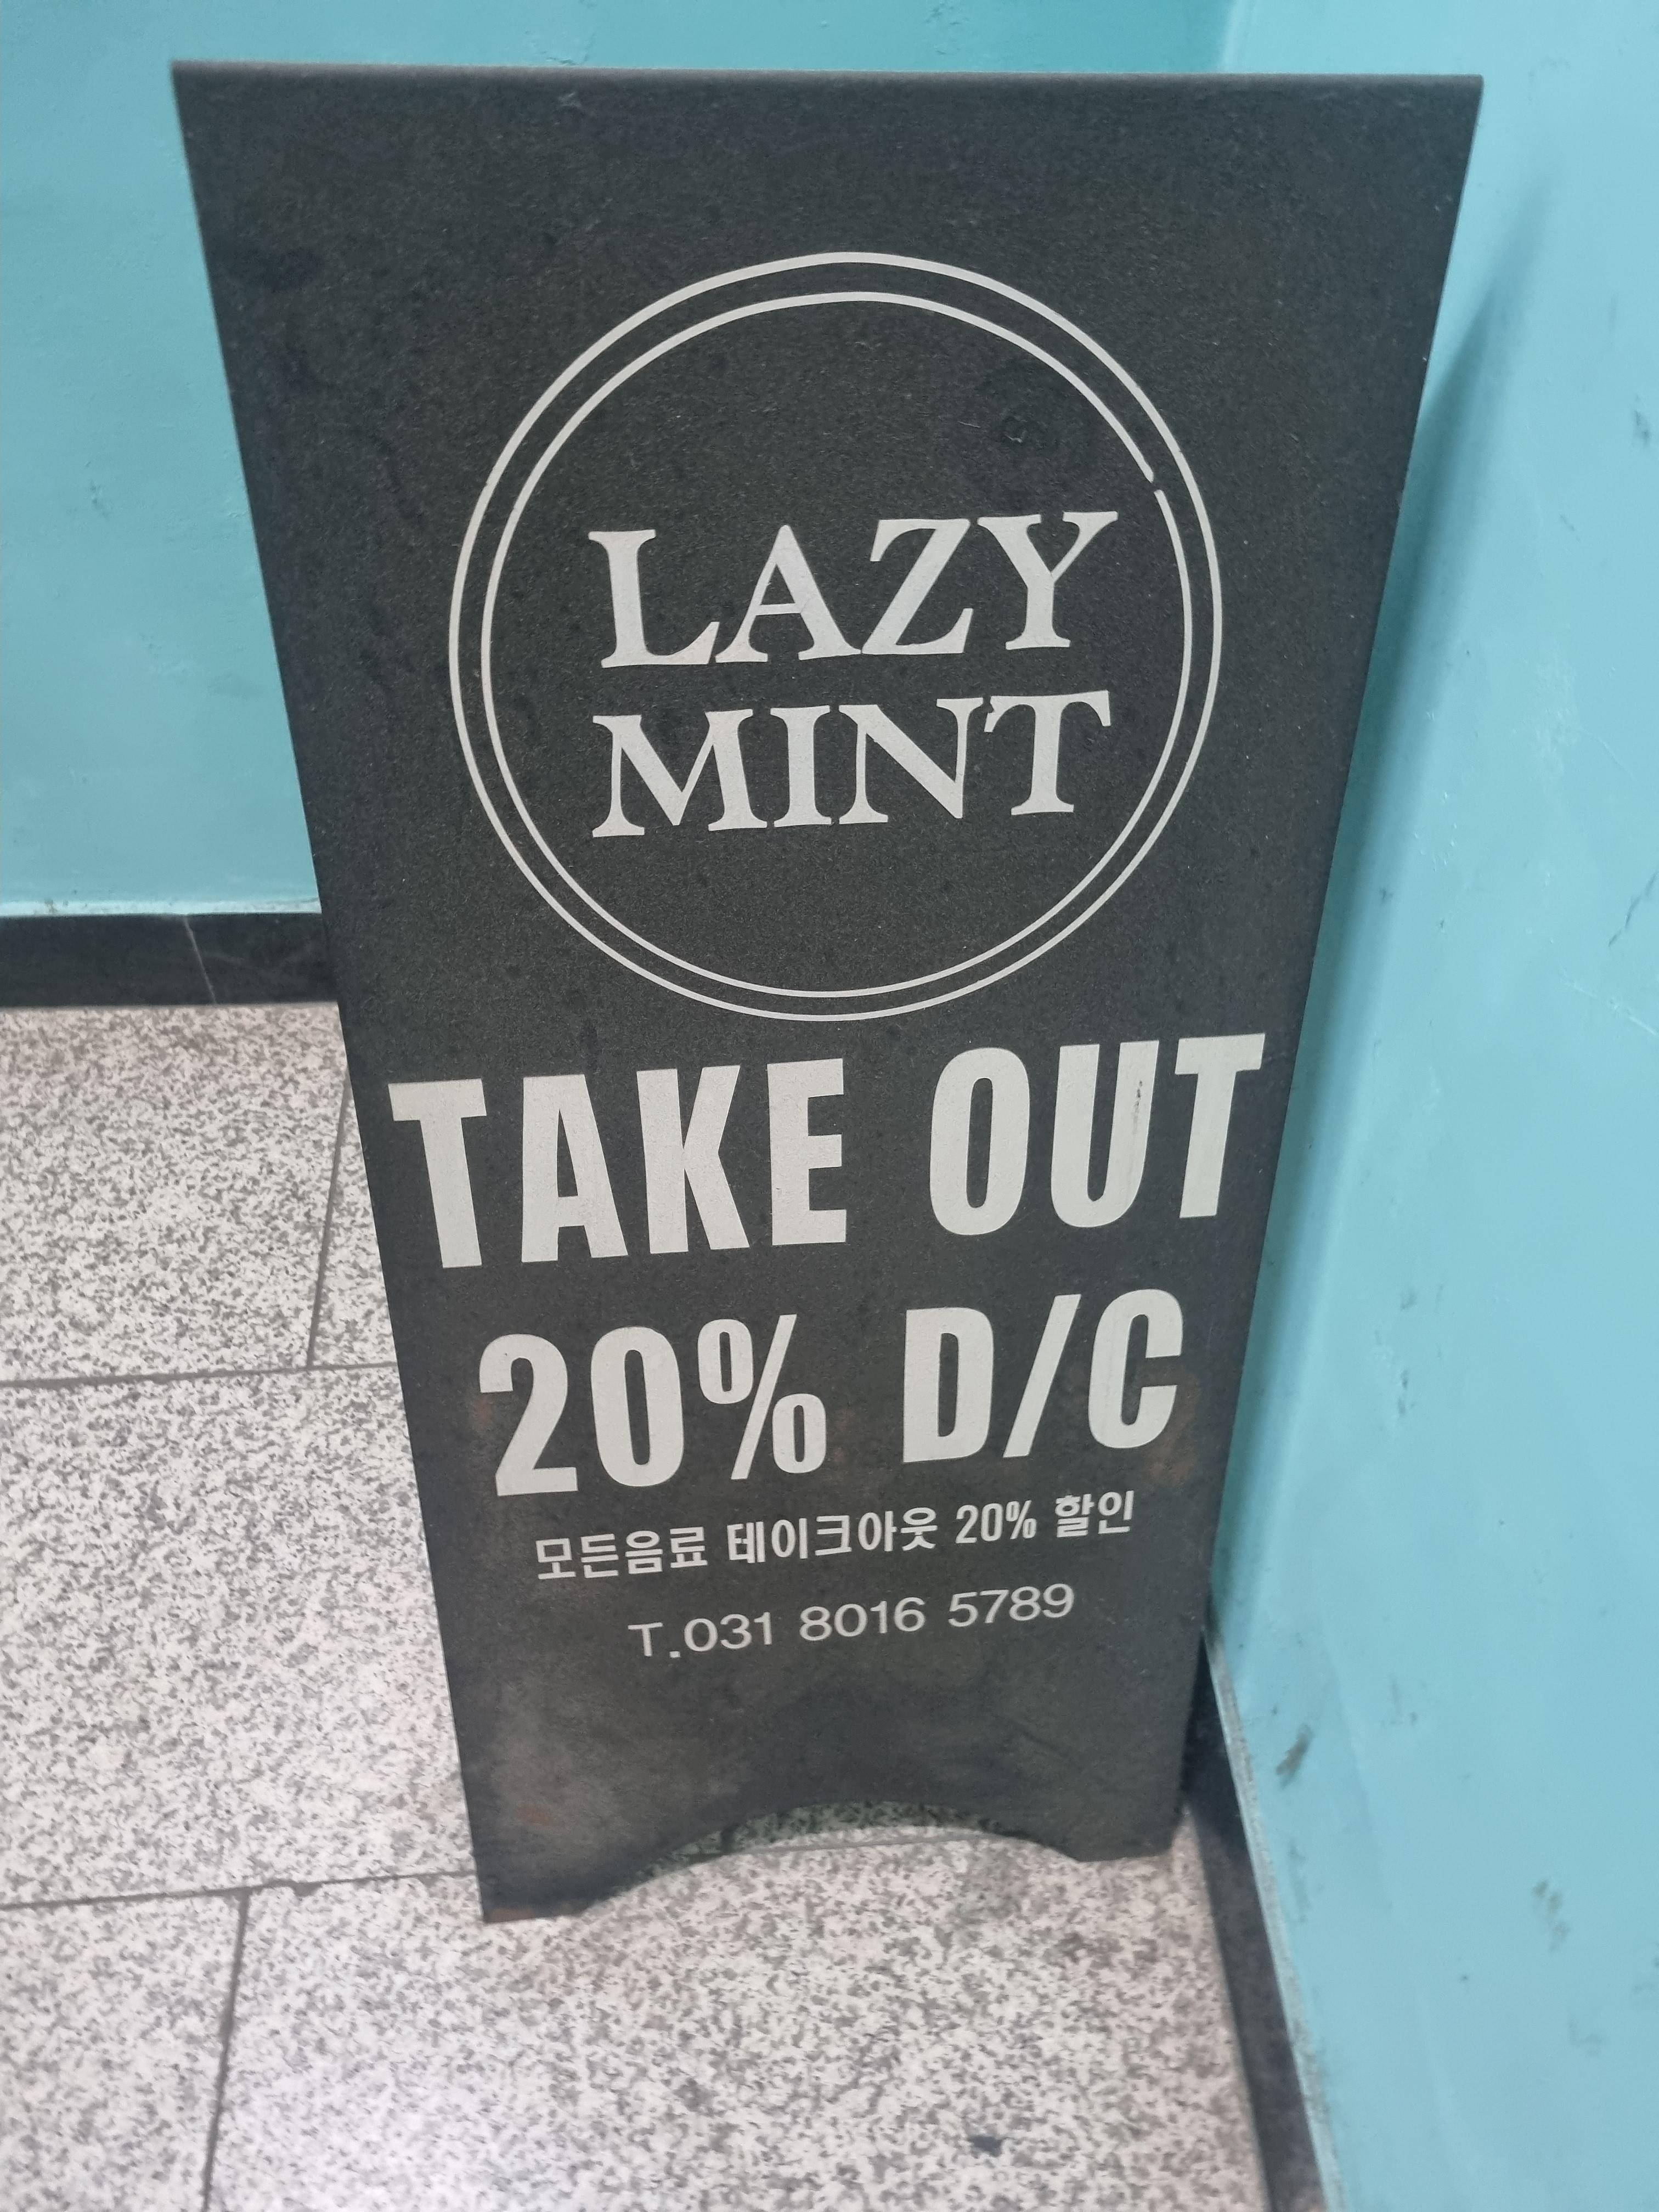 LAZY
MINT
TAKE OUT
20% D/C
모든음료 테이크아웃 20% 할인
T.031 8016 5789